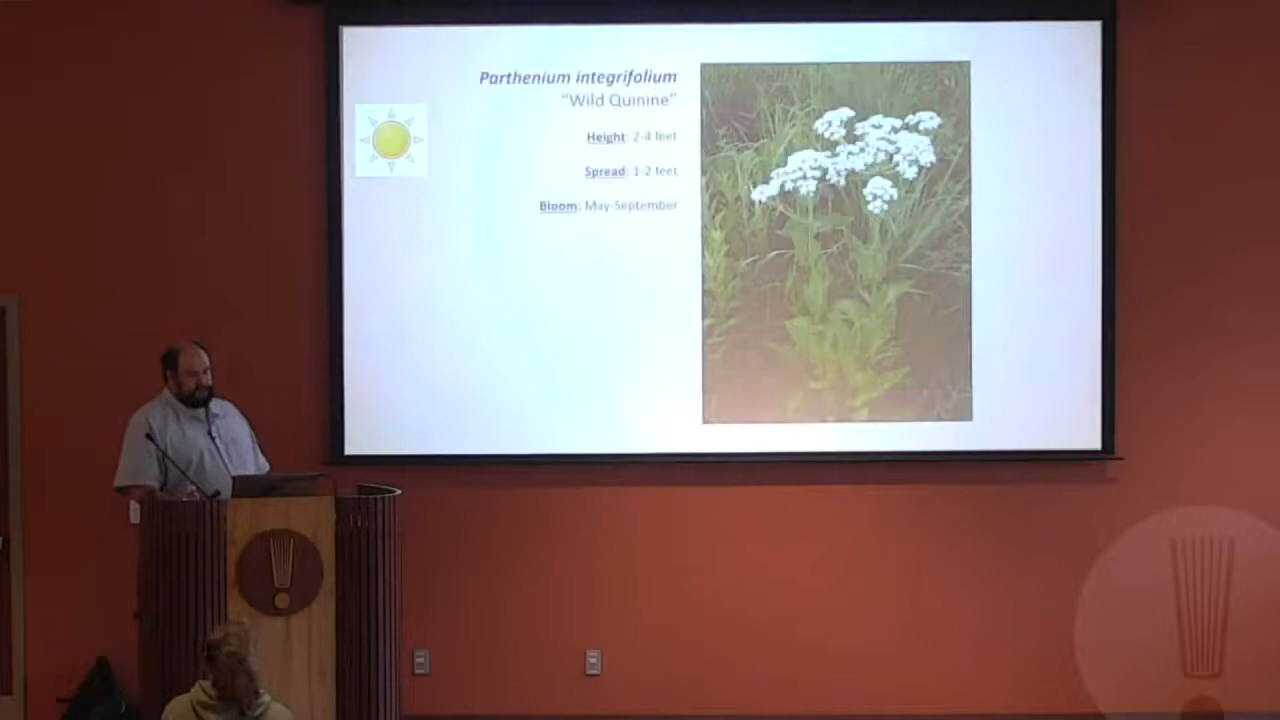 Parthenium integrifolium
"Wild Quinine"
Height: 2-4 feet
Spread: 1-2 feet
Bloom: May-September